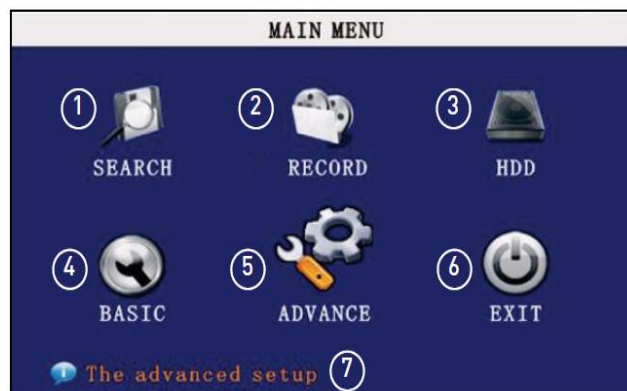 MAIN MENU
1 2 3
SEARCH RECORD HDD
4 5 6
BASIC ADVANCE EXIT
The advanced setup 7